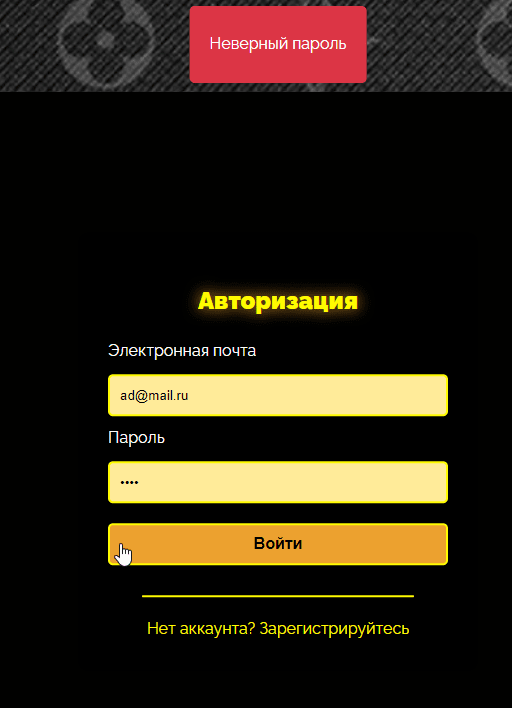 Неверный пароль
Авторизация
Электронная почта
ad@mail.ru
Пароль
••••
Войти
Нет аккаунта? Зарегистрируйтесь